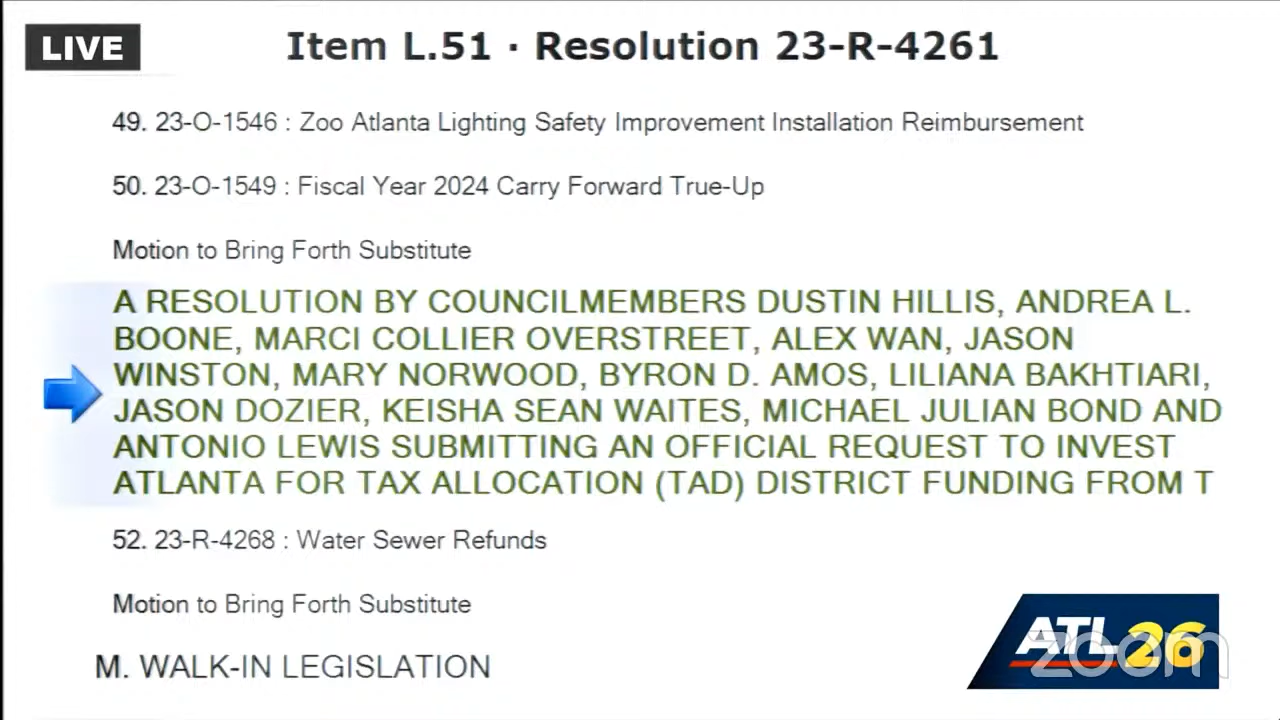 LIVE
Item L.51 · Resolution 23-R-4261
49. 23-O-1546 : Zoo Atlanta Lighting Safety Improvement Installation Reimbursement
50. 23-O-1549 : Fiscal Year 2024 Carry Forward True-Up
Motion to Bring Forth Substitute
A RESOLUTION BY COUNCILMEMBERS DUSTIN HILLIS, ANDREA L.
BOONE, MARCI COLLIER OVERSTREET, ALEX WAN, JASON
WINSTON, MARY NORWOOD, BYRON D. AMOS, LILIANA BAKHTIARI,
JASON DOZIER, KEISHA SEAN WAITES, MICHAEL JULIAN BOND AND
ANTONIO LEWIS SUBMITTING AN OFFICIAL REQUEST TO INVEST
ATLANTA FOR TAX ALLOCATION (TAD) DISTRICT FUNDING FROM T
52. 23-R-4268 : Water Sewer Refunds
Motion to Bring Forth Substitute
M. WALK-IN LEGISLATION
ATL 26
zoom